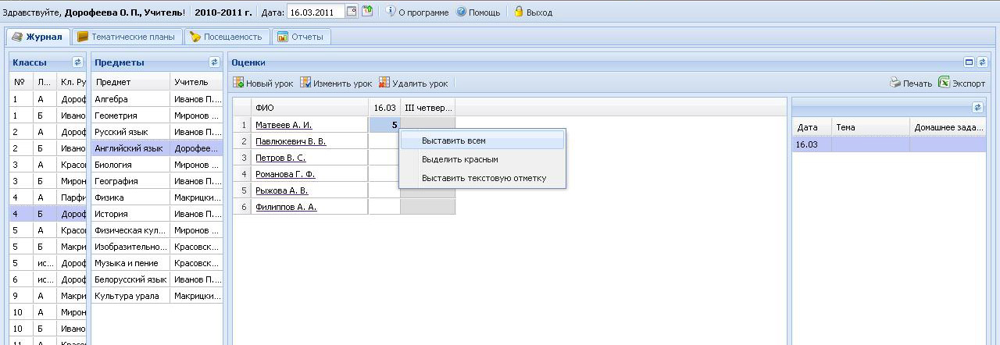 Здравствуйте, Дорофеева О. П., Учитель! 2010-2011 г. Дата: 16.03.2011 О программе Помощь Выход
Журнал Тематические планы Посещаемость Отчеты
Классы Предметы Оценки
Новый урок Изменить урок Удалить урок Печать Экспорт
№ Л... Кл. Ру
1 А Дороф
1 Б Ивано
2 А Дороф
2 Б Ивано
3 А Красо
3 Б Мирон
4 А Парфи
4 Б Дороф
5 А Красо
5 Б Макри
5 ис... Дороф
6 ис... Дороф
9 А Макри
10 А Мирон
10 Б Ивано
11 А Красо
Предмет Учитель
Алгебра Иванов П....
Геометрия Миронов ...
Русский язык Иванов П....
Английский язык Дорофее...
Биология Миронов ...
География Иванов П....
Физика Макрицки...
История Иванов П....
Физическая кул... Миронов ...
Изобразительно... Красовск...
Музыка и пение Красовск...
Белорусский язык Иванов П....
Культура урала Макрицки...
ФИО 16.03 III четвер...
Матвеев А. И. 5
Петров В. С.
4 Романова Г. Ф.
5 Рыжова А. В.
6 Филиппов А. А.
Выставить всем
Выделить красным
Выставить текстовую отметку
Дата Тема Домашнее зада...
16.03